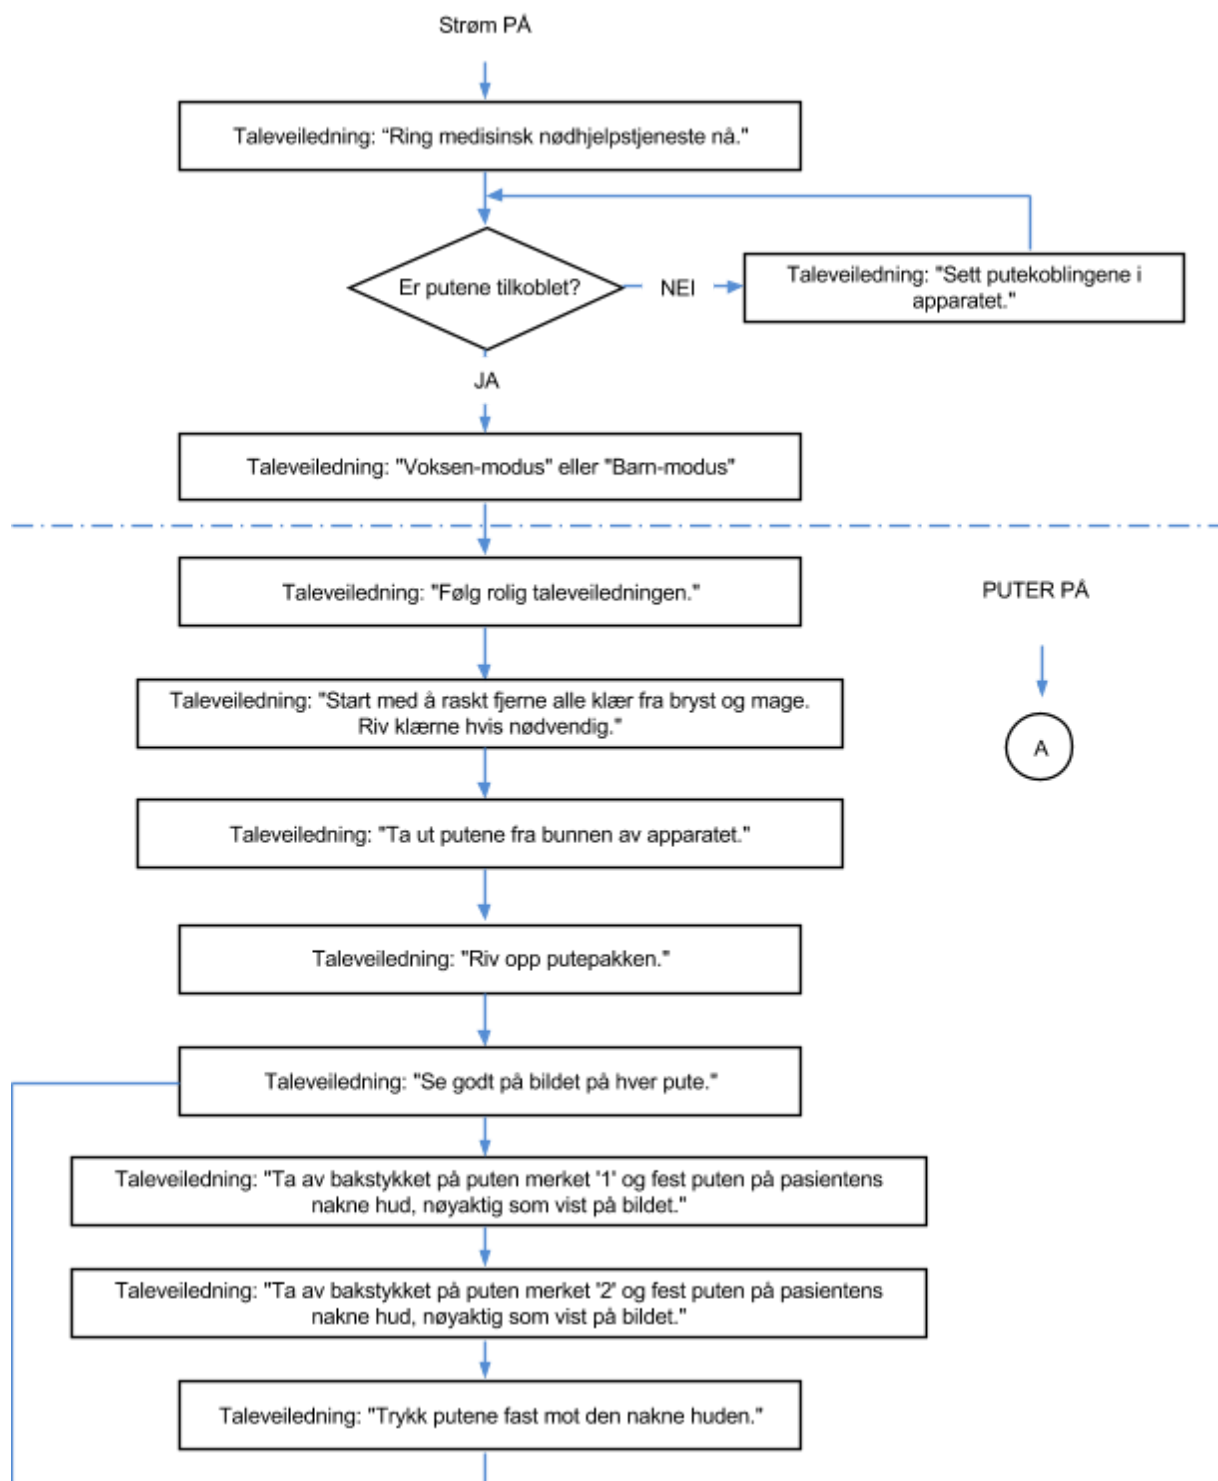 Strøm PÅ
Taleveiledning: “Ring medisinsk nødhjelpstjeneste nå."
Er putene tilkoblet?
NEI
Taleveiledning: "Sett putekoblingene i
apparatet."
JA
Taleveiledning: "Voksen-modus" eller "Barn-modus"
Taleveiledning: "Følg rolig taleveiledningen."
PUTER PÅ
Taleveiledning: "Start med å raskt fjerne alle klær fra bryst og mage.
Riv klærne hvis nødvendig."
A
Taleveiledning: "Ta ut putene fra bunnen av apparatet."
Taleveiledning: "Riv opp putepakken."
Taleveiledning: "Se godt på bildet på hver pute."
Taleveiledning: "Ta av bakstykket på puten merket '1' og fest puten på pasientens
nakne hud, nøyaktig som vist på bildet."
Taleveiledning: "Ta av bakstykket på puten merket '2' og fest puten på pasientens
nakne hud, nøyaktig som vist på bildet."
Taleveiledning: "Trykk putene fast mot den nakne huden."